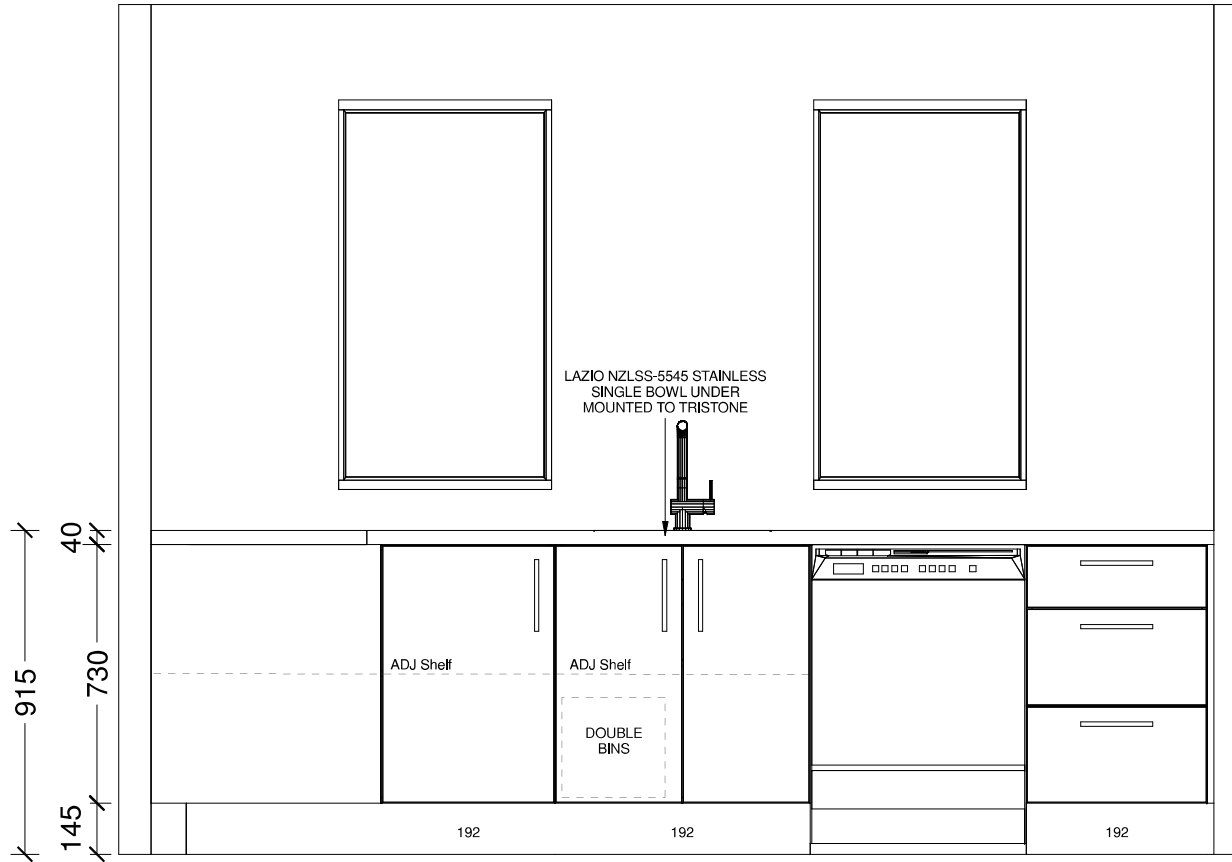 LAZIO NZLSS-5545 STAINLESS
SINGLE BOWL UNDER
MOUNTED TO TRISTONE
40
915
730
ADJ Shelf
ADJ Shelf
DOUBLE
BINS
145
192
192
192